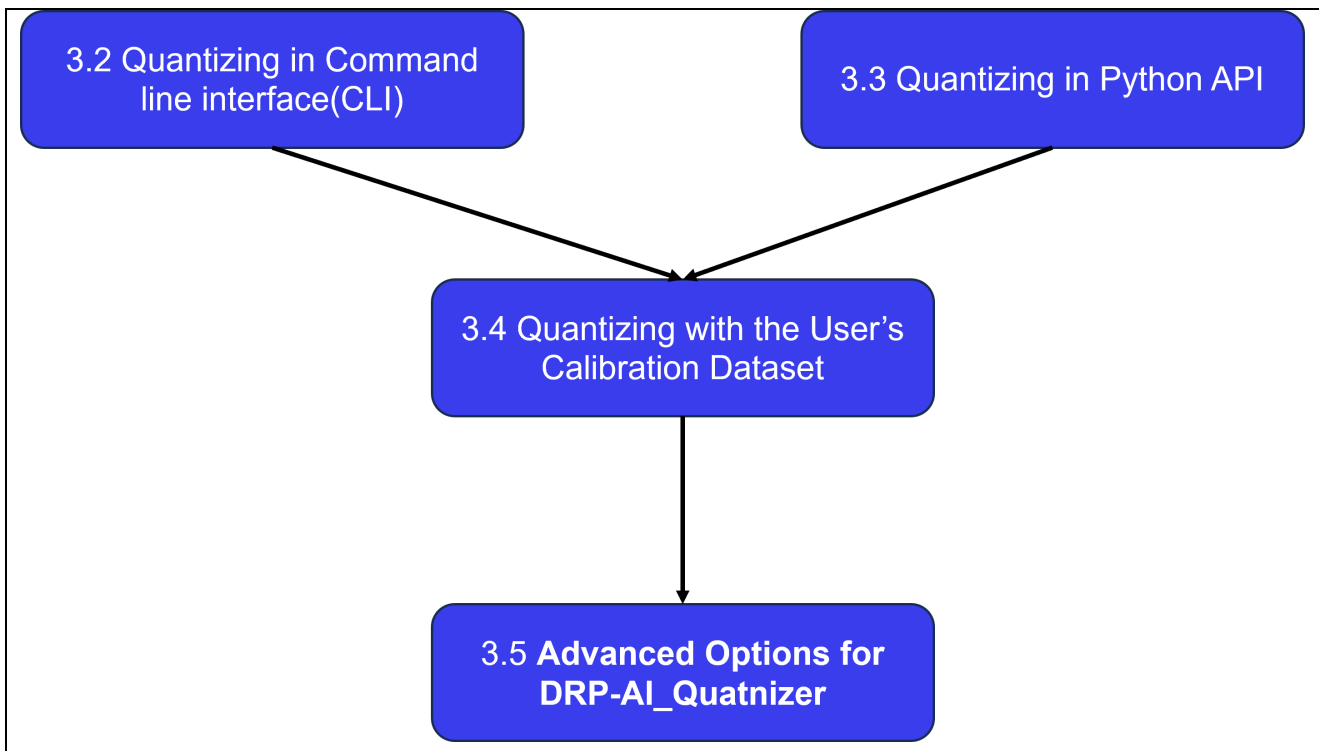 3.2 Quantizing in Command
line interface(CLI)
3.3 Quantizing in Python API
3.4 Quantizing with the User’s
Calibration Dataset
3.5 Advanced Options for
DRP-AI_Quatnizer